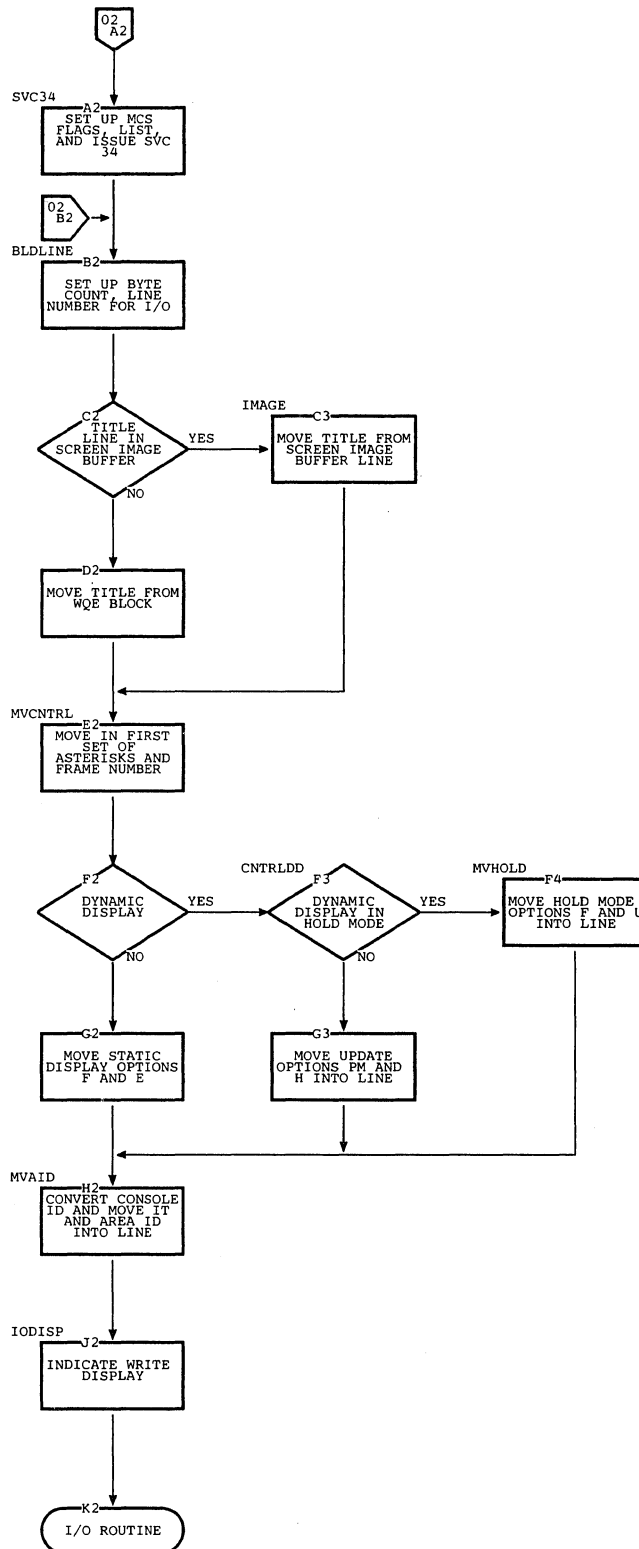 02
A2
SVC34
A2
SET UP MCS
FLAGS, LIST,
AND ISSUE SVC
34
02
B2
BLDLINE
B2
SET UP BYTE
COUNT, LINE
NUMBER FOR I/O
C2
TITLE
LINE IN
SCREEN IMAGE
BUFFER
YES
NO
IMAGE
C3
MOVE TITLE FROM
SCREEN IMAGE
BUFFER LINE
D2
MOVE TITLE FROM
WQE BLOCK
MVCNTRL
E2
MOVE IN FIRST
SET OF
ASTERISKS AND
FRAME NUMBER
F2
DYNAMIC
DISPLAY
YES
NO
CNTRLDD
F3
DYNAMIC
DISPLAY IN
HOLD MODE
YES
NO
MVHOLD
F4
MOVE HOLD MODE
OPTIONS F AND U
INTO LINE
G2
MOVE STATIC
DISPLAY OPTIONS
F AND E
G3
MOVE UPDATE
OPTIONS PM AND
H INTO LINE
MVAID
H2
CONVERT CONSOLE
ID AND MOVE IT
AND AREA ID
INTO LINE
IODISP
J2
INDICATE WRITE
DISPLAY
K2
I/O ROUTINE